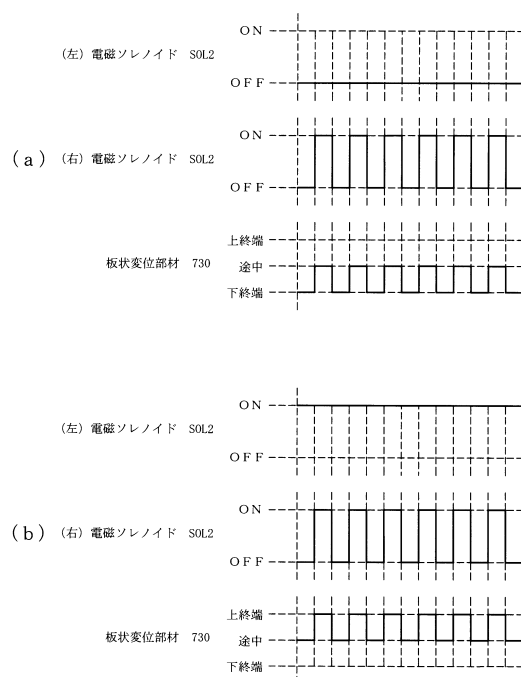 ON
(左) 電磁ソレノイド SOL2
OFF
ON
(a) (右) 電磁ソレノイド SOL2
OFF
上終端
板状変位部材 730 途中
下終端
ON
(左) 電磁ソレノイド SOL2
OFF
ON
(b) (右) 電磁ソレノイド SOL2
OFF
上終端
板状変位部材 730 途中
下終端